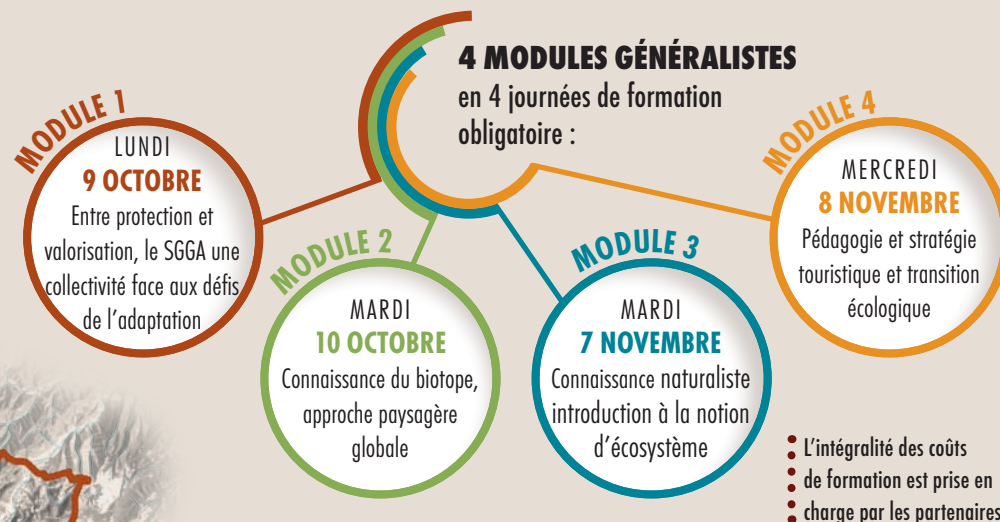 4 MODULES GÉNÉRALISTES
en 4 journées de formation
obligatoire :
MODULE 1
LUNDI
9 OCTOBRE
Entre protection et
valorisation, le SGGA une
collectivité face aux défis
de l’adaptation
MODULE 2
MARDI
10 OCTOBRE
Connaissance du biotope,
approche paysagère
globale
MODULE 3
MARDI
7 NOVEMBRE
Connaissance naturaliste
introduction à la notion
d’écosystème
MODULE 4
MERCREDI
8 NOVEMBRE
Pédagogie et stratégie
touristique et transition
écologique
L’intégralité des coûts
de formation est prise en
charge par les partenaires